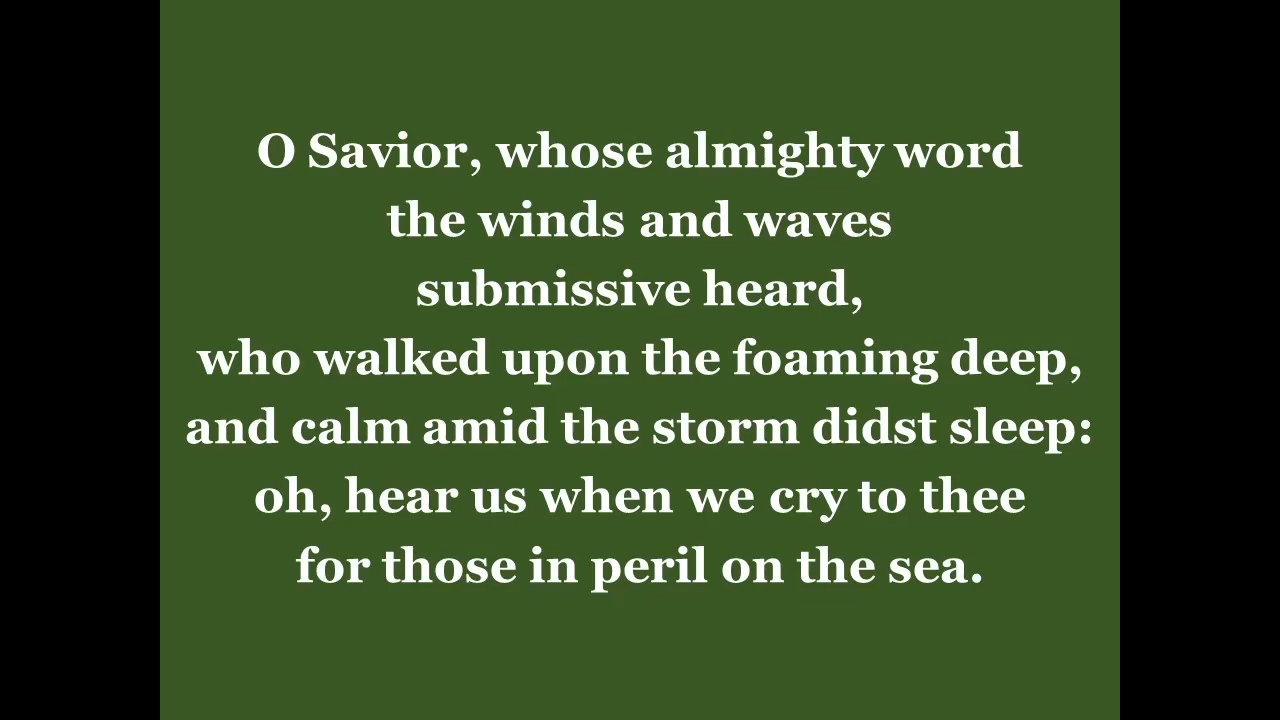 O Savior, whose almighty word
the winds and waves
submissive heard,
who walked upon the foaming deep,
and calm amid the storm didst sleep:
oh, hear us when we cry to thee
for those in peril on the sea.